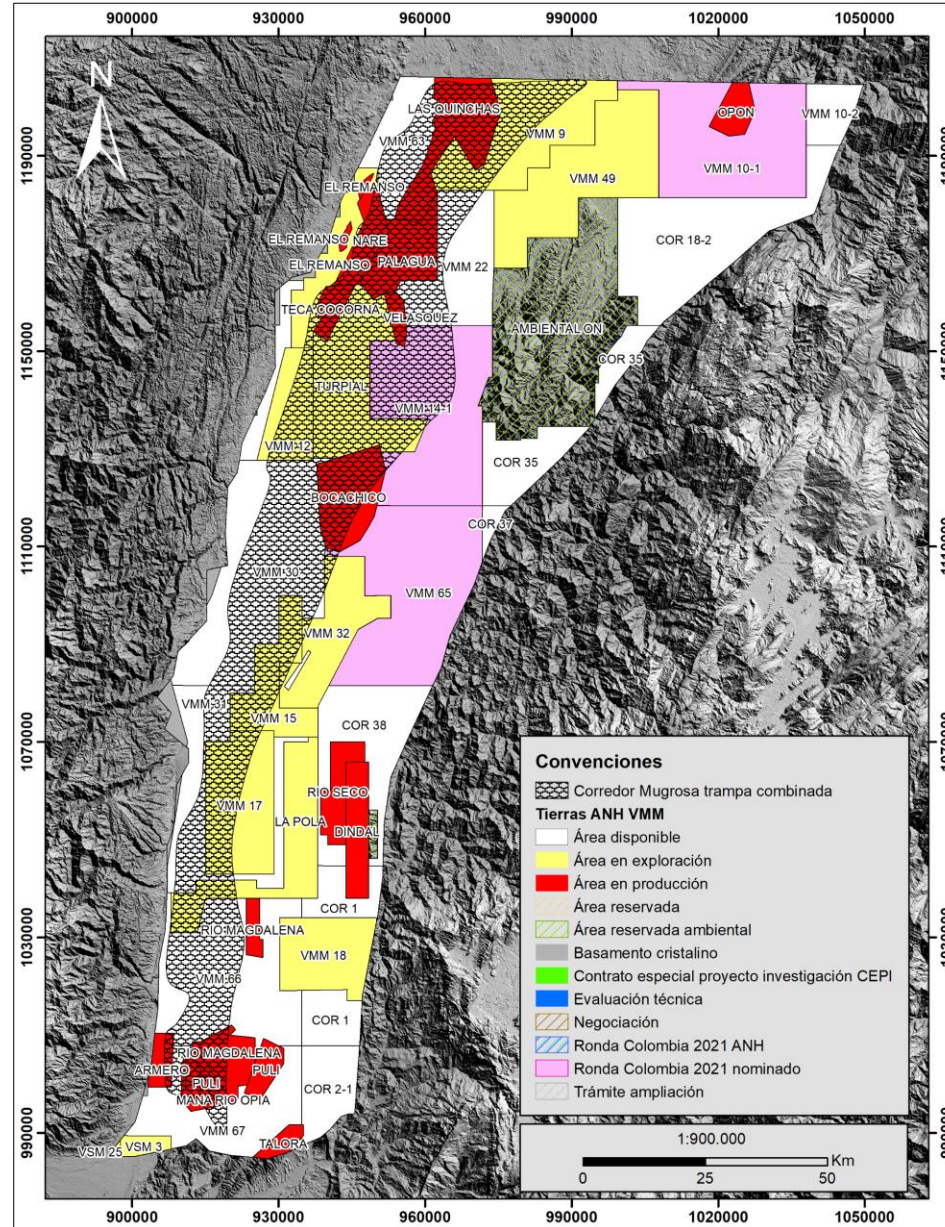 900000 930000 960000 990000 1020000 1050000
N
LAS QUINCHAS
OPON
VMM 10-2
VMM 63
VMM 9
1190000
VMM 49
VMM 10-1
EL REMANSO
EL REMANSO NARE
COR 18-2
EL REMANSO
PALAGUA
VMM 22
TECA COCORNA
VELASQUEZ
AMBIENTAL ON
1150000 1150000
COR 35
TURPIAL
VMM 14-1
VMM 12
COR 35
BOCACHICO
COR 37
1110000
VMM 30
VMM 65
VMM 32
VMM 31
VMM 15
COR 38
1070000
VMM 17
RIO SECO
LA POLA
DINDAL
COR 1
1030000
RIO MAGDALENA
VMM 18
VMM 66
COR 1
RIO MAGDALENA
ARMERO
PULI
PULI
COR 2-1
MANA RIO OPIA
VMM 67
990000
VSM 25
VSM 3
TALORA
Convenciones
Corredor Mugrosa trampa combinada
Tierras ANH VMM
Área disponible
Área en exploración
Área en producción
Área reservada
Área reservada ambiental
Basamento cristalino
Contrato especial proyecto investigación CEPI
Evaluación técnica
Negociación
Ronda Colombia 2021 ANH
Ronda Colombia 2021 nominado
Trámite ampliación
1:900.000
Km
0 25 50
900000 930000 960000 990000 1020000 1050000